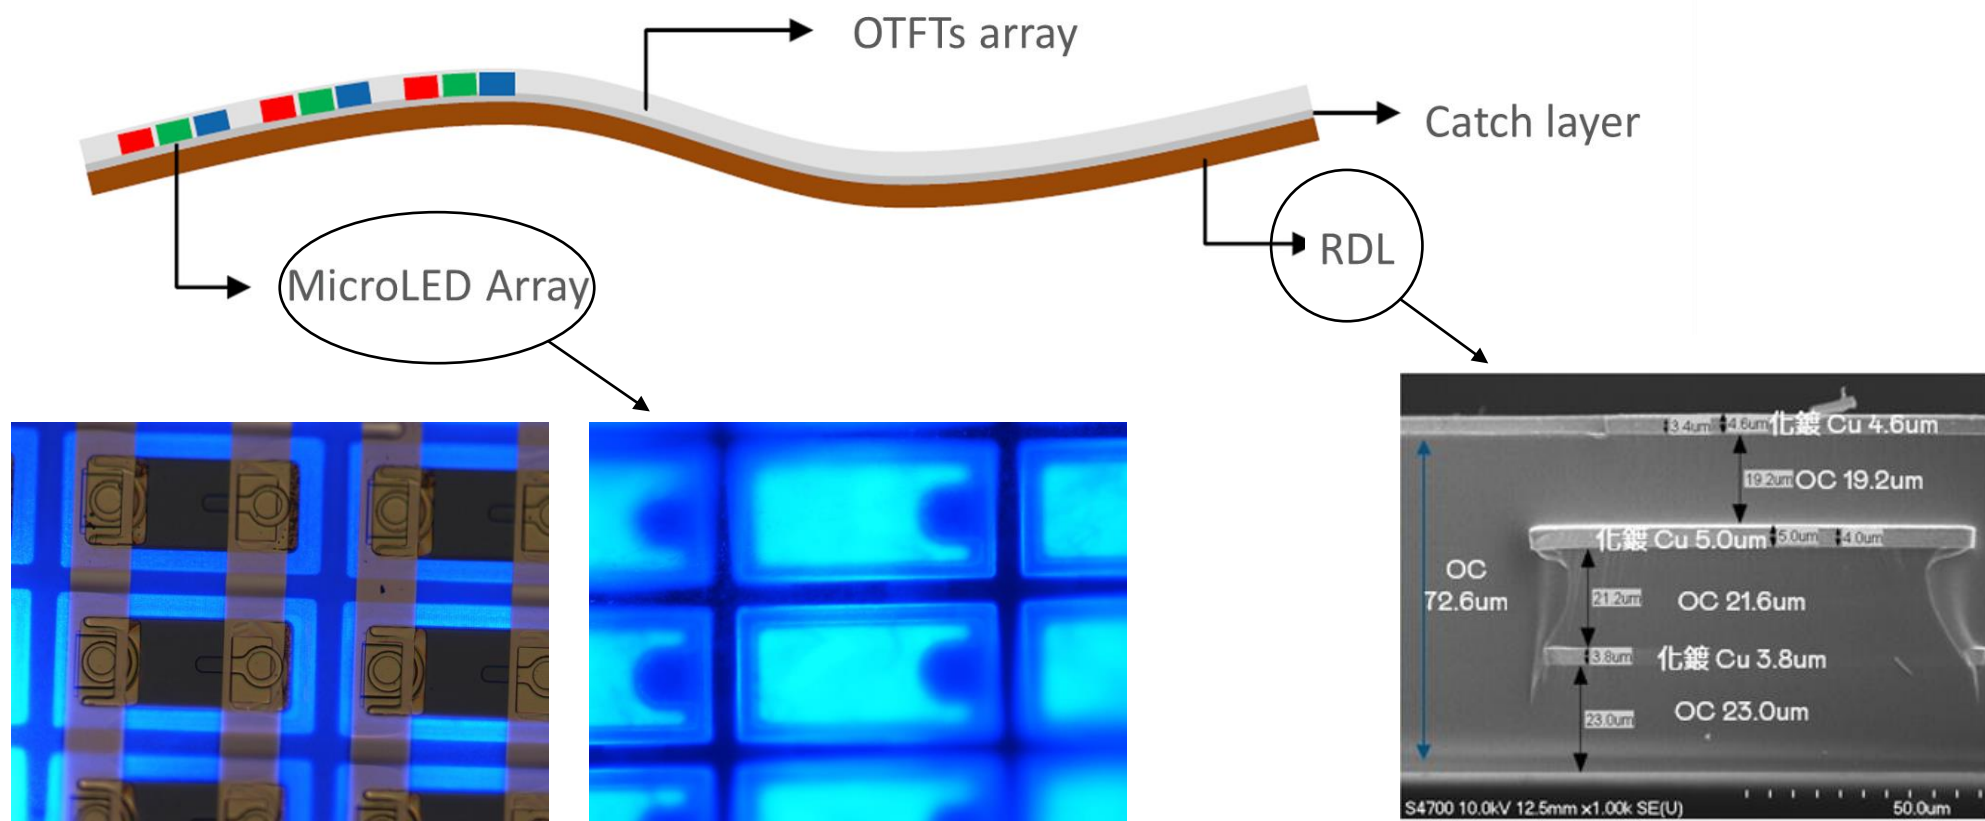 OTFTs array
Catch layer
RDL
MicroLED Array
3.4um 4.6um 化鍍 Cu 4.6um
19.2um OC 19.2um
化鍍 Cu 5.0um 5.0um 4.0um
OC
72.6um
21.2um OC 21.6um
3.8um 化鍍 Cu 3.8um
23.0um OC 23.0um
S4700 10.0kV 12.5mm x1.00k SE(U) 50.0um